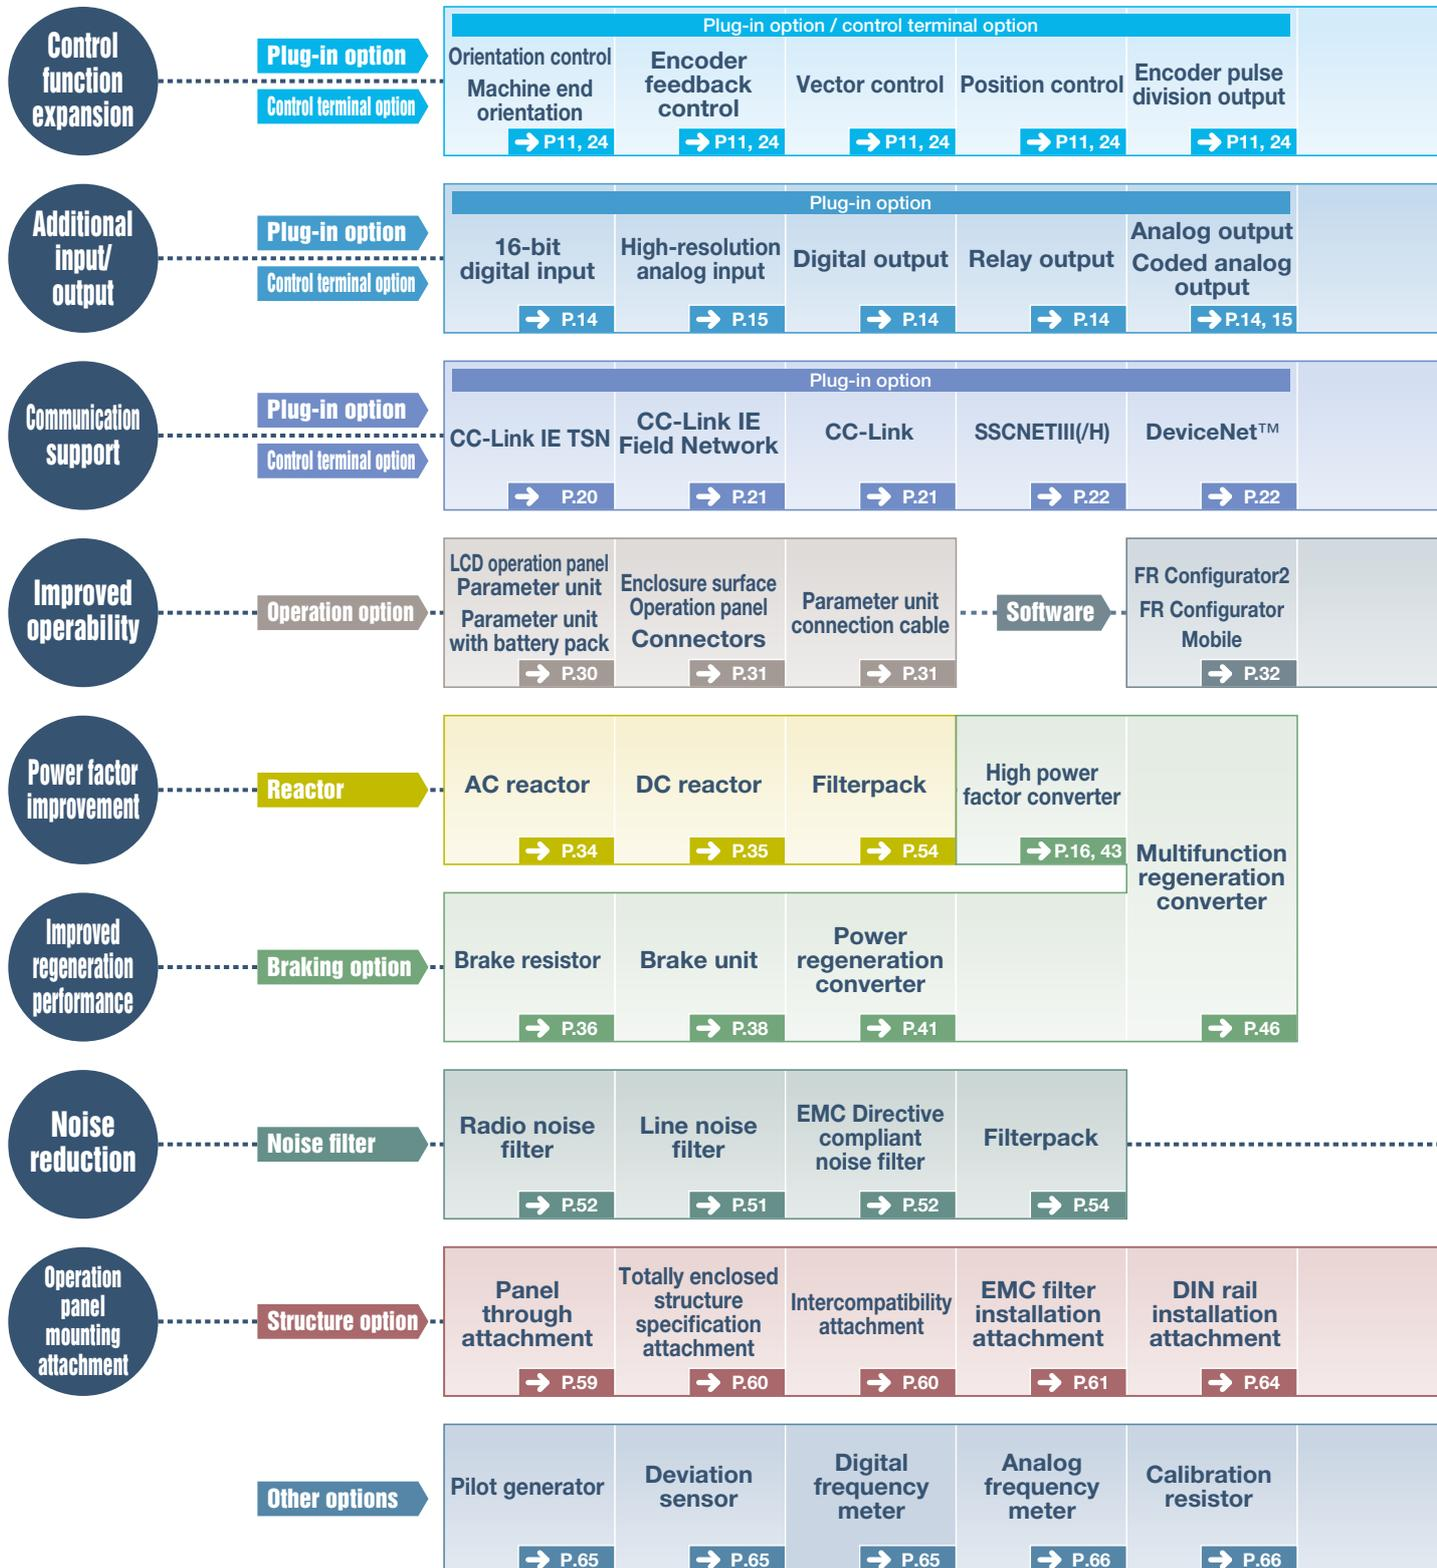 Control
function
expansion
Plug-in option
Control terminal option
Plug-in option / control terminal option
Orientation control
Machine end
orientation
P11, 24
Encoder
feedback
control
P11, 24
Vector control
P11, 24
Position control
P11, 24
Encoder pulse
division output
P11, 24
Additional
input/
output
Plug-in option
Control terminal option
Plug-in option
16-bit
digital input
P.14
High-resolution
analog input
P.15
Digital output
P.14
Relay output
P.14
Analog output
Coded analog
output
P.14, 15
Communication
support
Plug-in option
Control terminal option
Plug-in option
CC-Link IE TSN
P.20
CC-Link IE
Field Network
P.21
CC-Link
P.21
SSCNETIII(/H)
P.22
DeviceNet™
P.22
Improved
operability
Operation option
LCD operation panel
Parameter unit
Parameter unit
with battery pack
P.30
Enclosure surface
Operation panel
Connectors
P.31
Parameter unit
connection cable
P.31
Software
FR Configurator2
FR Configurator
Mobile
P.32
Power factor
improvement
Reactor
AC reactor
P.34
DC reactor
P.35
Filterpack
P.54
High power
factor converter
P.16, 43
Multifunction
regeneration
converter
P.46
Improved
regeneration
performance
Braking option
Brake resistor
P.36
Brake unit
P.38
Power
regeneration
converter
P.41
Noise
reduction
Noise filter
Radio noise
filter
P.52
Line noise
filter
P.51
EMC Directive
compliant
noise filter
P.52
Filterpack
P.54
Operation
panel
mounting
attachment
Structure option
Panel
through
attachment
P.59
Totally enclosed
structure
specification
attachment
P.60
Intercompatibility
attachment
P.60
EMC filter
installation
attachment
P.61
DIN rail
installation
attachment
P.64
Other options
Pilot generator
P.65
Deviation
sensor
P.65
Digital
frequency
meter
P.65
Analog
frequency
meter
P.66
Calibration
resistor
P.66